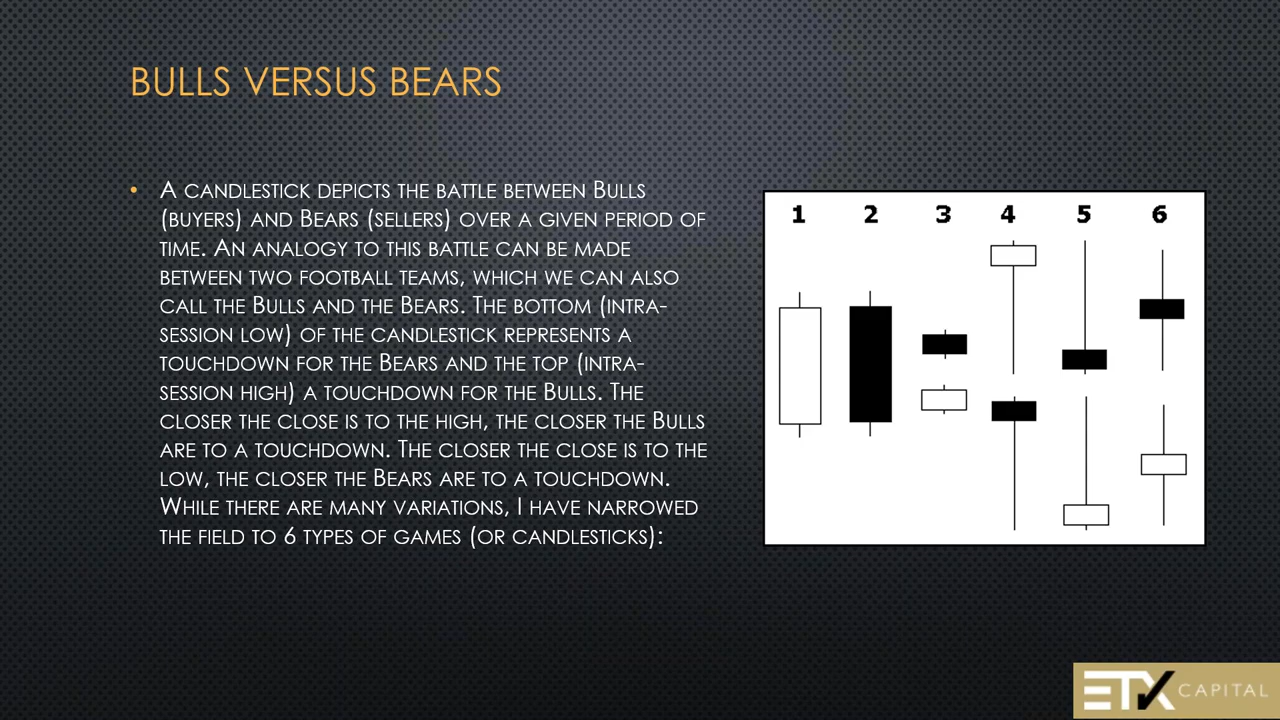 BULLS VERSUS BEARS
• A CANDLESTICK DEPICTS THE BATTLE BETWEEN BULLS
(BUYERS) AND BEARS (SELLERS) OVER A GIVEN PERIOD OF
TIME. AN ANALOGY TO THIS BATTLE CAN BE MADE
BETWEEN TWO FOOTBALL TEAMS, WHICH WE CAN ALSO
CALL THE BULLS AND THE BEARS. THE BOTTOM (INTRA-
SESSION LOW) OF THE CANDLESTICK REPRESENTS A
TOUCHDOWN FOR THE BEARS AND THE TOP (INTRA-
SESSION HIGH) A TOUCHDOWN FOR THE BULLS. THE
CLOSER THE CLOSE IS TO THE HIGH, THE CLOSER THE BULLS
ARE TO A TOUCHDOWN. THE CLOSER THE CLOSE IS TO THE
LOW, THE CLOSER THE BEARS ARE TO A TOUCHDOWN.
WHILE THERE ARE MANY VARIATIONS, I HAVE NARROWED
THE FIELD TO 6 TYPES OF GAMES (OR CANDLESTICKS):
1 2 3 4 5 6
ETX CAPITAL